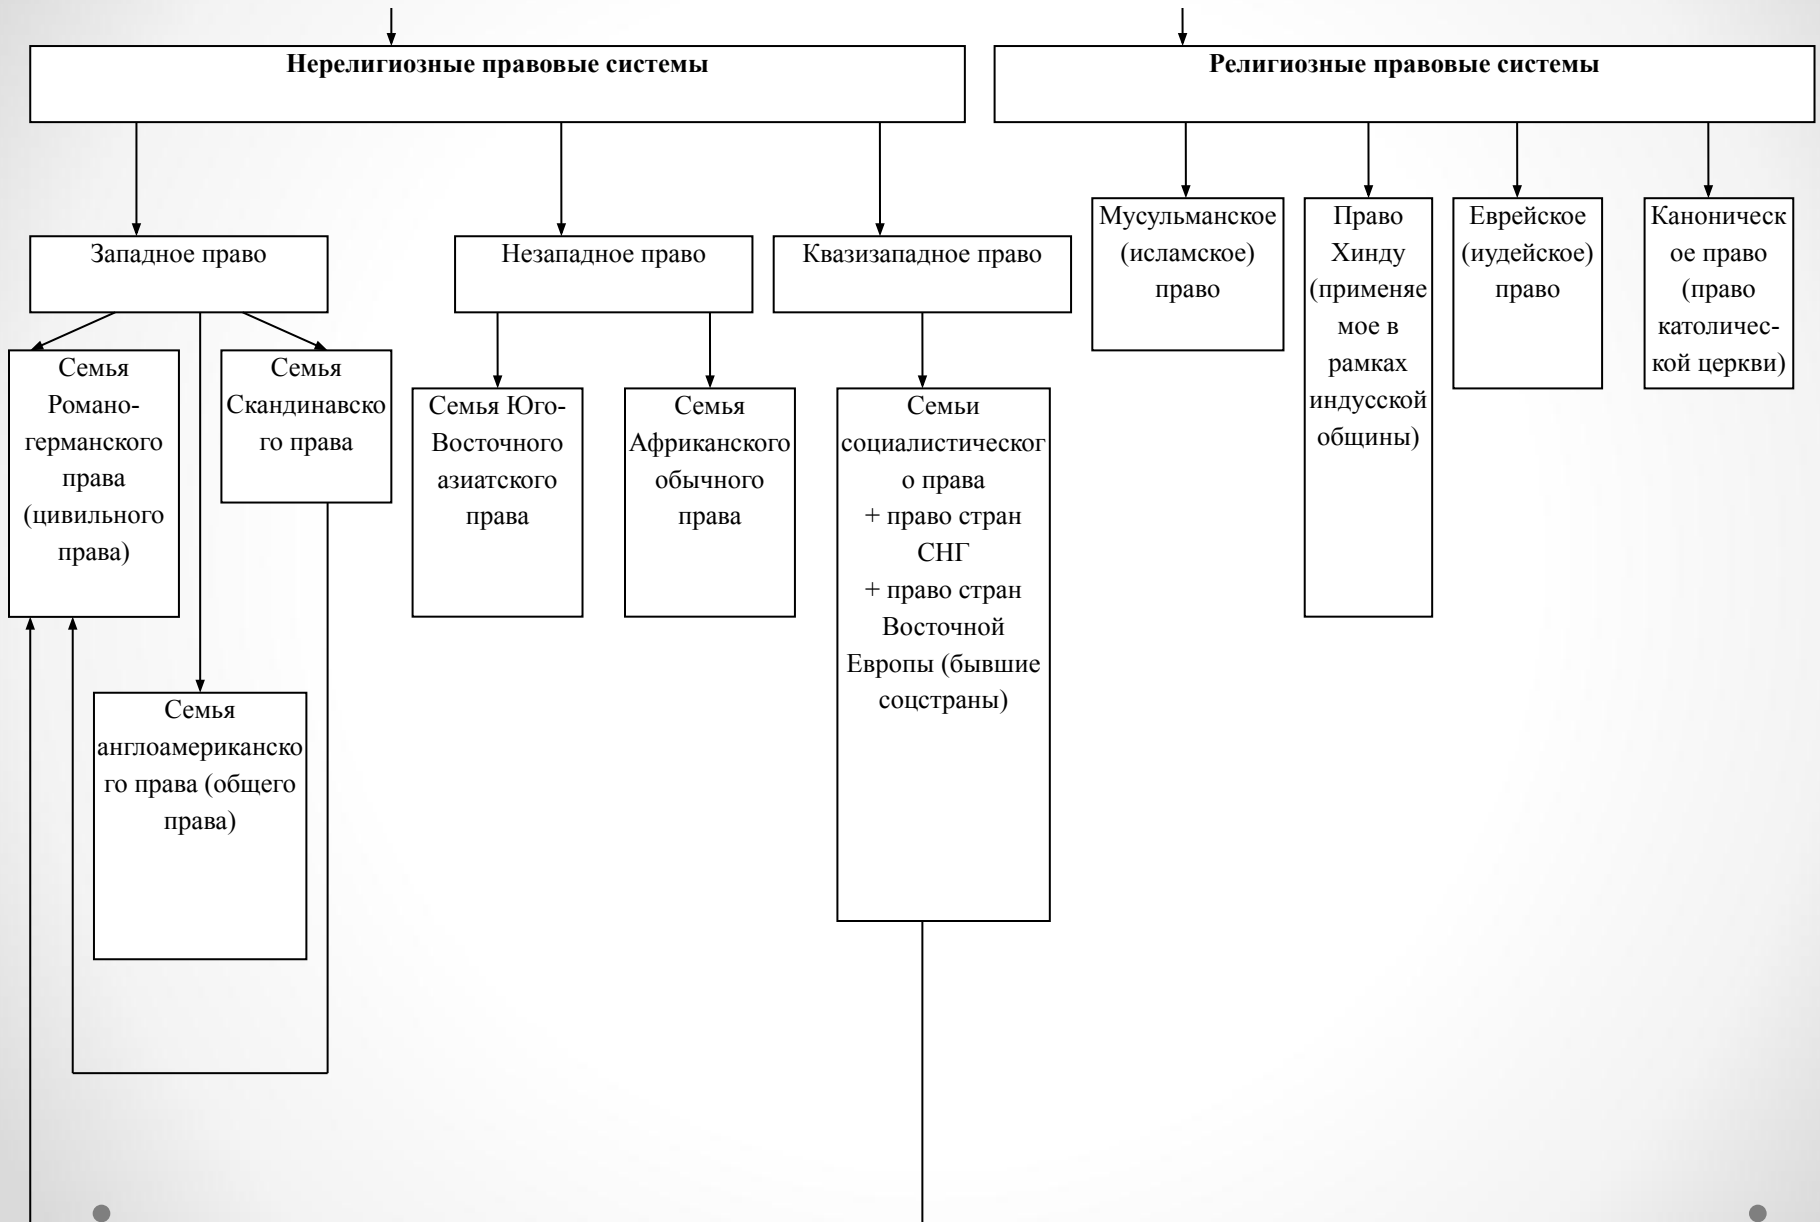 Нерелигиозные правовые системы
Религиозные правовые системы
Западное право
Незападное право
Квазизападное право
Мусульманское
(исламское)
право
Право
Хинду
(применяе
мое в
рамках
индусской
общины)
Еврейское
(иудейское)
право
Каноническ
ое право
(право
католичес-
кой церкви)
Семья
Романо-
германского
права
(цивильного
права)
Семья
Скандинавско
го права
Семья Юго-
Восточного
азиатского
права
Семья
Африканского
обычного
права
Семьи
социалистическог
о права
+ право стран
СНГ
+ право стран
Восточной
Европы (бывшие
соцстраны)
Семья
англоамериканско
го права (общего
права)